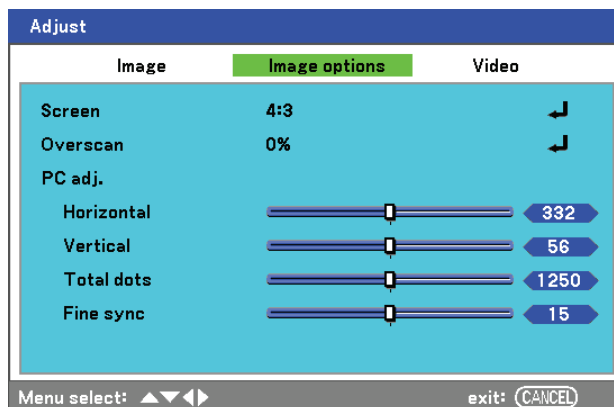 Adjust
Image Image options Video
Screen 4:3
Overscan 0%
PC adj.
Horizontal 332
Vertical 56
Total dots 1250
Fine sync 15
Menu select: ▲▼◀▶ exit: (CANCEL)